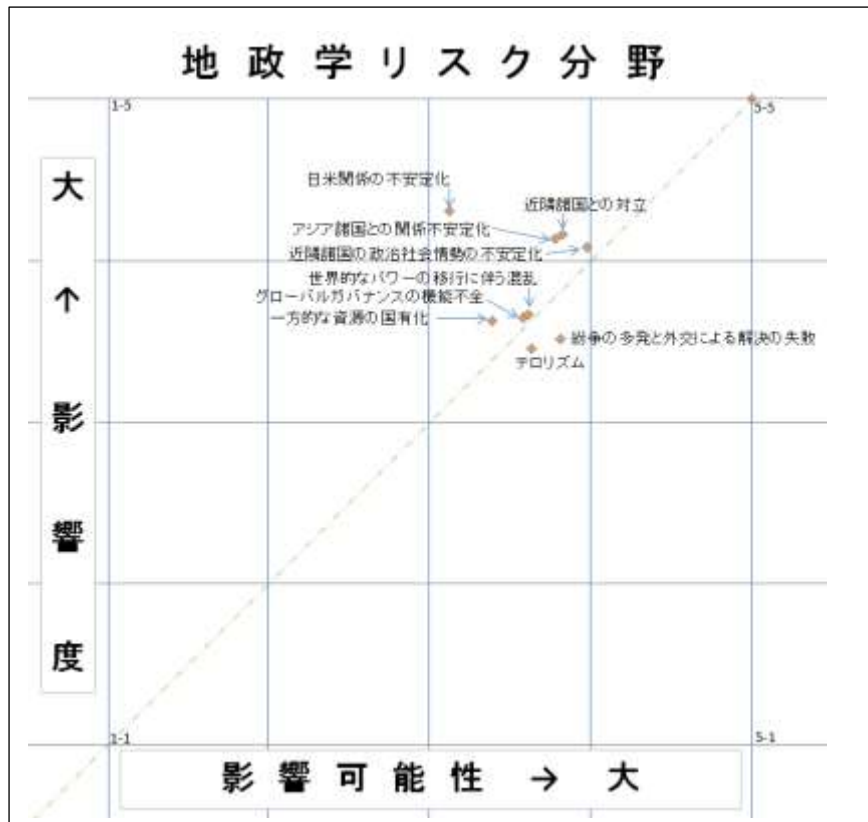 地政学リスク分野
1-5
5-5
大
↑
影
響
度
日米関係の不安定化
近隣諸国との対立
アジア諸国との関係不安定化
近隣諸国の政治社会情勢の不安定化
世界的なパワーの移行に伴う混乱
グローバルガバナンスの機能不全
一方的な資源の国有化
紛争の多発と外交による解決の失敗
テロリズム
1-1
5-1
影響可能性 → 大